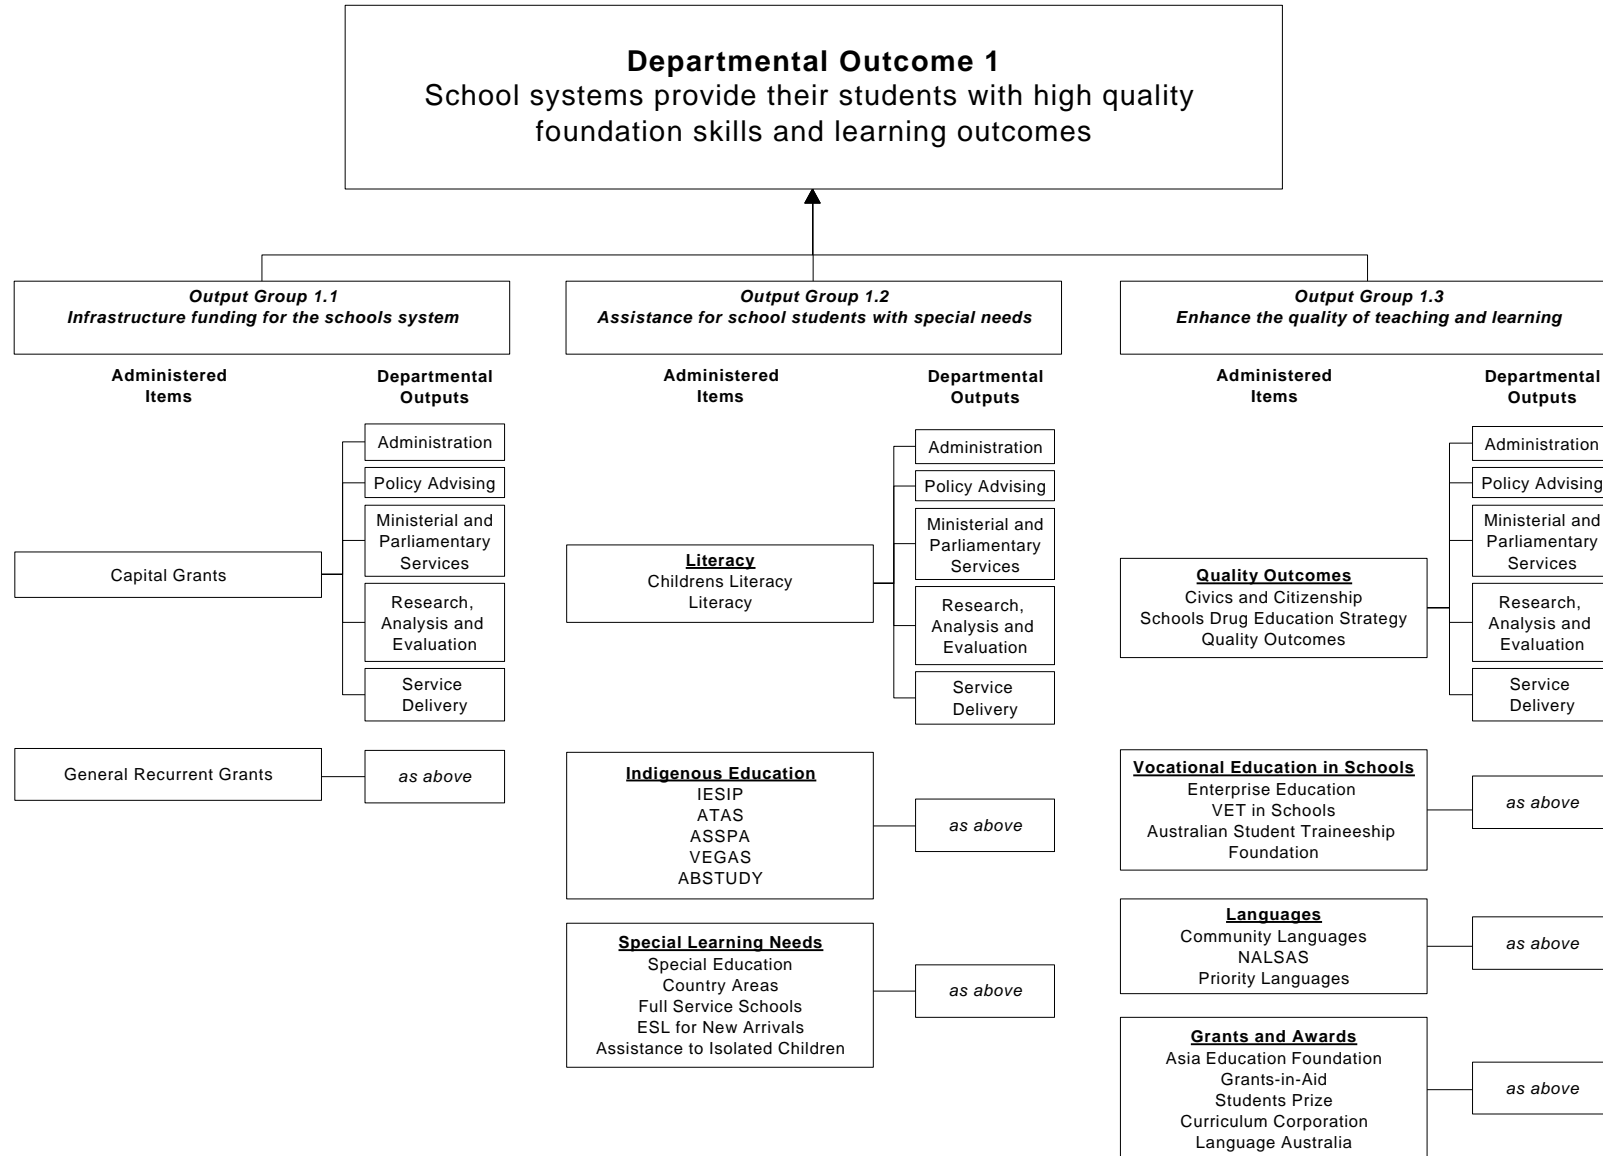 Departmental Outcome 1
School systems provide their students with high quality
foundation skills and learning outcomes
Output Group 1.1
Infrastructure funding for the schools system
Administered
Items
Departmental
Outputs
Capital Grants
Administration
Policy Advising
Ministerial and
Parliamentary
Services
Research,
Analysis and
Evaluation
Service
Delivery
General Recurrent Grants
as above
Output Group 1.2
Assistance for school students with special needs
Administered
Items
Departmental
Outputs
Literacy
Childrens Literacy
Literacy
Administration
Policy Advising
Ministerial and
Parliamentary
Services
Research,
Analysis and
Evaluation
Service
Delivery
Indigenous Education
IESIP
ATAS
ASSPA
VEGAS
ABSTUDY
as above
Special Learning Needs
Special Education
Country Areas
Full Service Schools
ESL for New Arrivals
Assistance to Isolated Children
as above
Output Group 1.3
Enhance the quality of teaching and learning
Administered
Items
Departmental
Outputs
Quality Outcomes
Civics and Citizenship
Schools Drug Education Strategy
Quality Outcomes
Administration
Policy Advising
Ministerial and
Parliamentary
Services
Research,
Analysis and
Evaluation
Service
Delivery
Vocational Education in Schools
Enterprise Education
VET in Schools
Australian Student Traineeship
Foundation
as above
Languages
Community Languages
NALSAS
Priority Languages
as above
Grants and Awards
Asia Education Foundation
Grants-in-Aid
Students Prize
Curriculum Corporation
Language Australia
as above